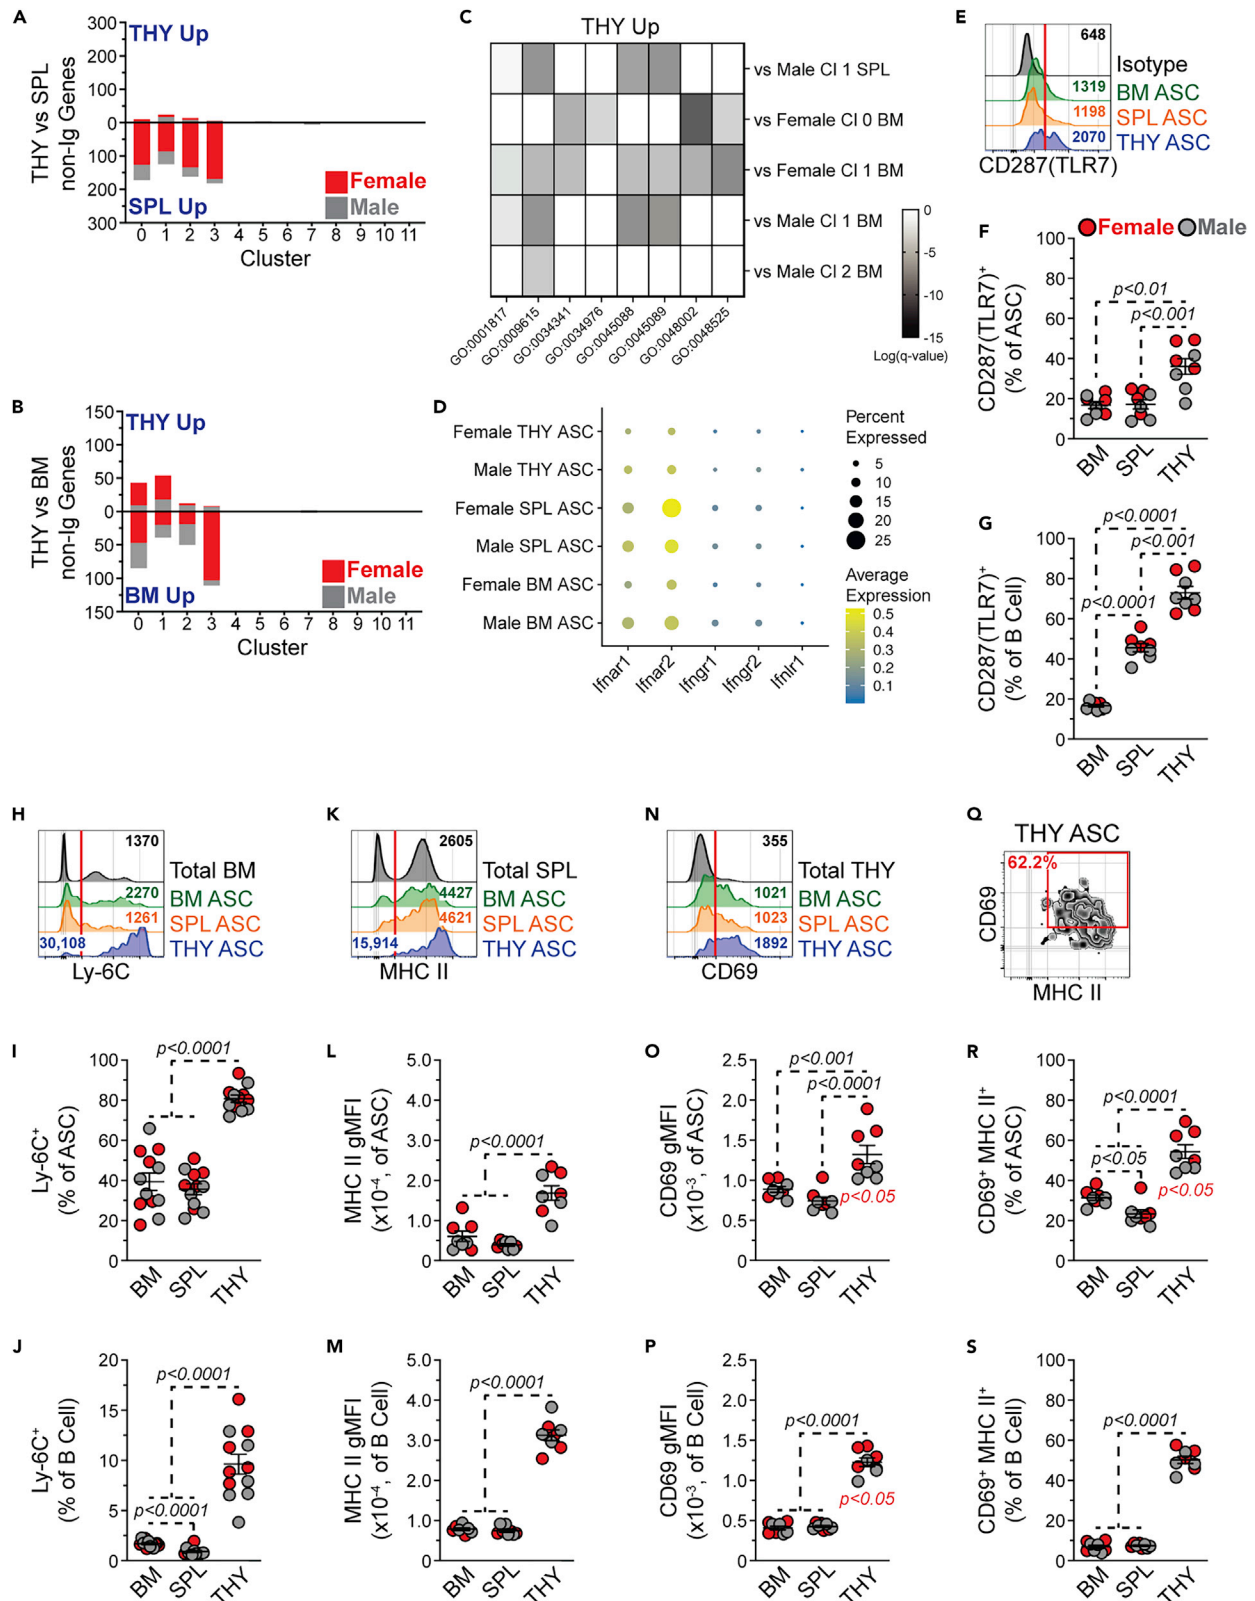 A
THY vs SPL
non-Ig Genes
300
200
100
0
100
200
300
THY Up
SPL Up
Female
Male
0 1 2 3 4 5 6 7 8 9 10 11
Cluster
B
THY vs BM
non-Ig Genes
150
100
50
0
50
100
150
THY Up
BM Up
Female
Male
0 1 2 3 4 5 6 7 8 9 10 11
Cluster
C
THY Up
vs Male Cl 1 SPL
vs Female Cl 0 BM
vs Female Cl 1 BM
vs Male Cl 1 BM
vs Male Cl 2 BM
GO:0001817
GO:0009615
GO:0034341
GO:0034976
GO:0045088
GO:0045089
GO:0048002
GO:0048525
0
-5
-10
-15
Log(q-value)
D
Female THY ASC
Male THY ASC
Female SPL ASC
Male SPL ASC
Female BM ASC
Male BM ASC
Ifnar1
Ifnar2
Ifngr1
Ifngr2
Ifnlr1
Percent
Expressed
5
10
15
20
25
Average
Expression
0.5
0.4
0.3
0.2
0.1
E
648
Isotype
1319
BM ASC
1198
SPL ASC
2070
THY ASC
CD287(TLR7)
F
Female Male
CD287(TLR7)+
(% of ASC)
100
80
60
40
20
0
p<0.01
p<0.001
BM SPL THY
G
CD287(TLR7)+
(% of B Cell)
100
80
60
40
20
0
p<0.0001
p<0.001
p<0.0001
BM SPL THY
H
1370
Total BM
2270
BM ASC
1261
SPL ASC
30,108
THY ASC
Ly-6C
K
2605
Total SPL
4427
BM ASC
4621
SPL ASC
15,914
THY ASC
MHC II
N
355
Total THY
1021
BM ASC
1023
SPL ASC
1892
THY ASC
CD69
Q
THY ASC
62.2%
CD69
MHC II
I
Ly-6C+
(% of ASC)
100
80
60
40
20
0
p<0.0001
BM SPL THY
L
MHC II gMFI
(x10-4, of ASC)
5.0
4.0
3.0
2.0
1.0
0
p<0.0001
BM SPL THY
O
CD69 gMFI
(x10-3, of ASC)
2.5
2.0
1.5
1.0
0.5
0
p<0.001
p<0.0001
p<0.05
BM SPL THY
R
CD69+ MHC II+
(% of ASC)
100
80
60
40
20
0
p<0.0001
p<0.05
p<0.05
BM SPL THY
J
Ly-6C+
(% of B Cell)
20
15
10
5
0
p<0.0001
p<0.0001
BM SPL THY
M
MHC II gMFI
(x10-4, of B Cell)
5.0
4.0
3.0
2.0
1.0
0
p<0.0001
BM SPL THY
P
CD69 gMFI
(x10-3, of B Cell)
2.5
2.0
1.5
1.0
0.5
0
p<0.0001
p<0.05
BM SPL THY
S
CD69+ MHC II+
(% of B Cell)
100
80
60
40
20
0
p<0.0001
BM SPL THY